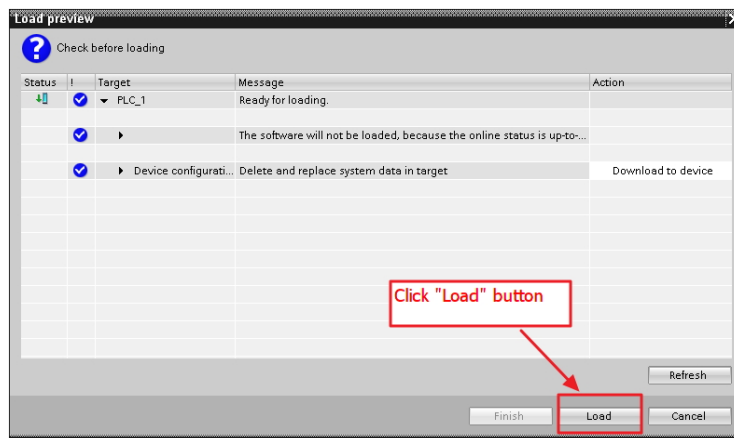 Load preview
Check before loading
Status ! Target Message Action
PLC_1 Ready for loading.
The software will not be loaded, because the online status is up-to-...
Device configurati... Delete and replace system data in target Download to device
Click "Load" button
Refresh
Finish Load Cancel